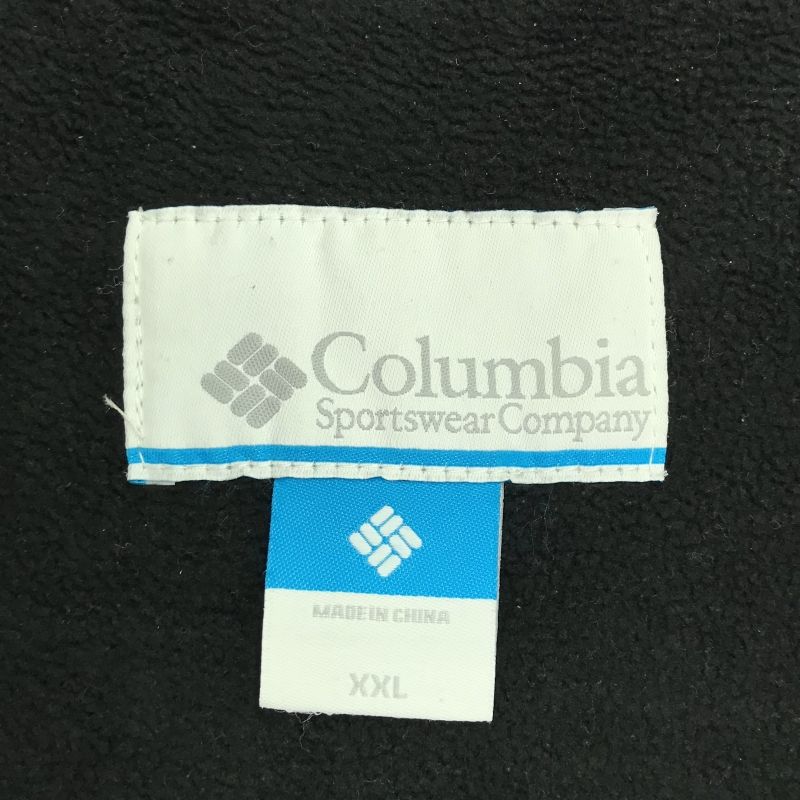 Columbia
Sportswear Company
MADE IN CHINA
XXL